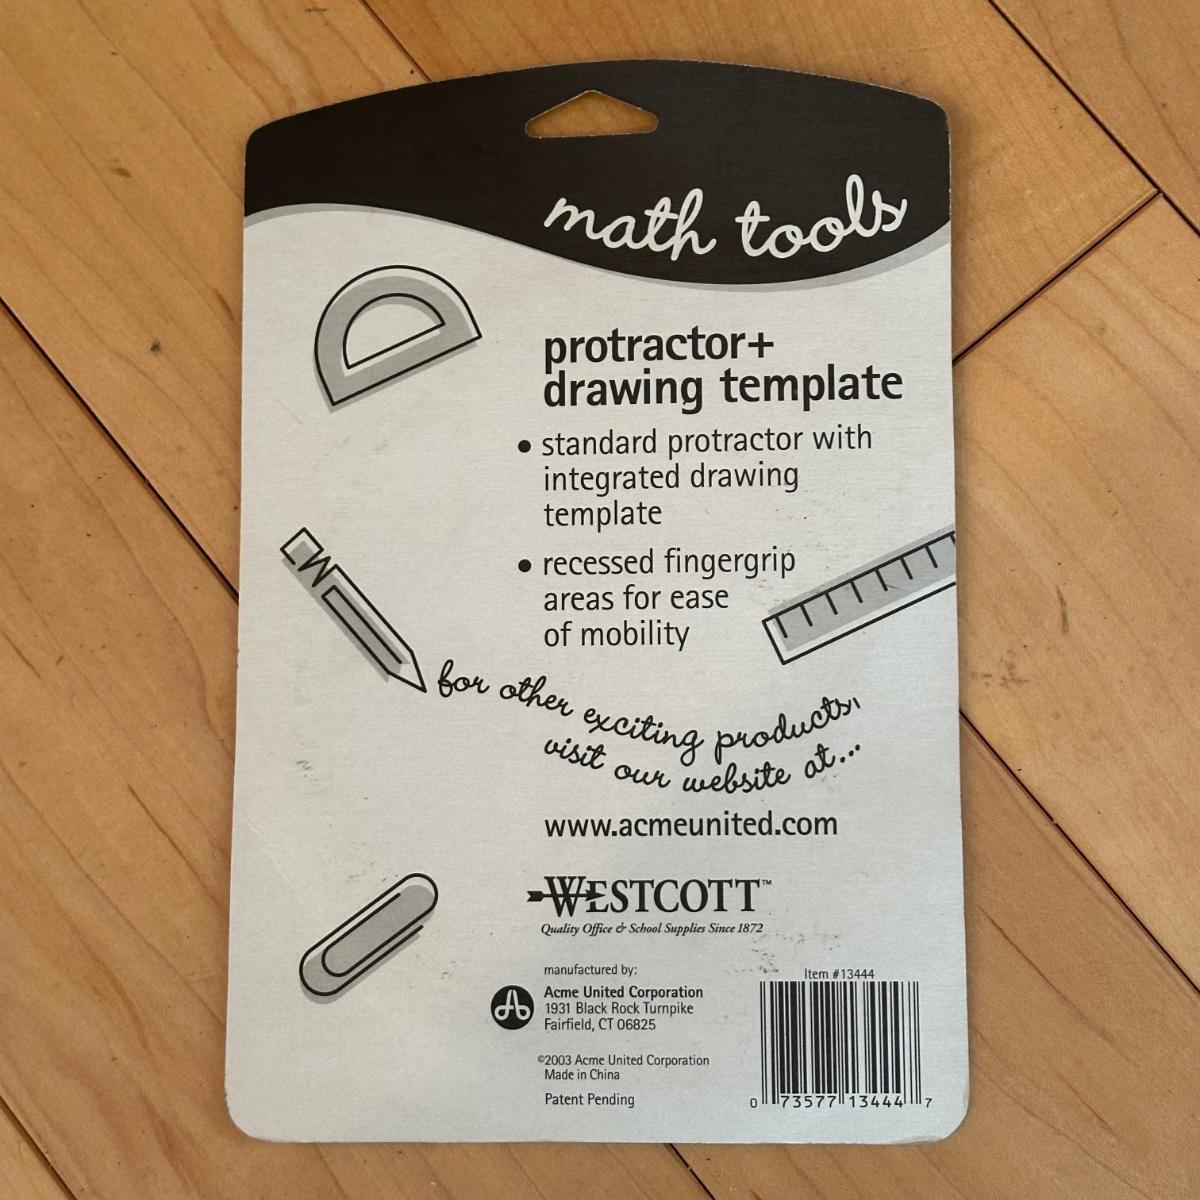 math tools
protractor+
drawing template
• standard protractor with
integrated drawing
template
• recessed fingergrip
areas for ease
of mobility
for other exciting products,
visit our website at...
www.acmeunited.com
WESTCOTT™
Quality Office & School Supplies Since 1872
manufactured by:
Acme United Corporation
1931 Black Rock Turnpike
Fairfield, CT 06825
©2003 Acme United Corporation
Made in China
Patent Pending
Item #13444
0 73577 13444 7